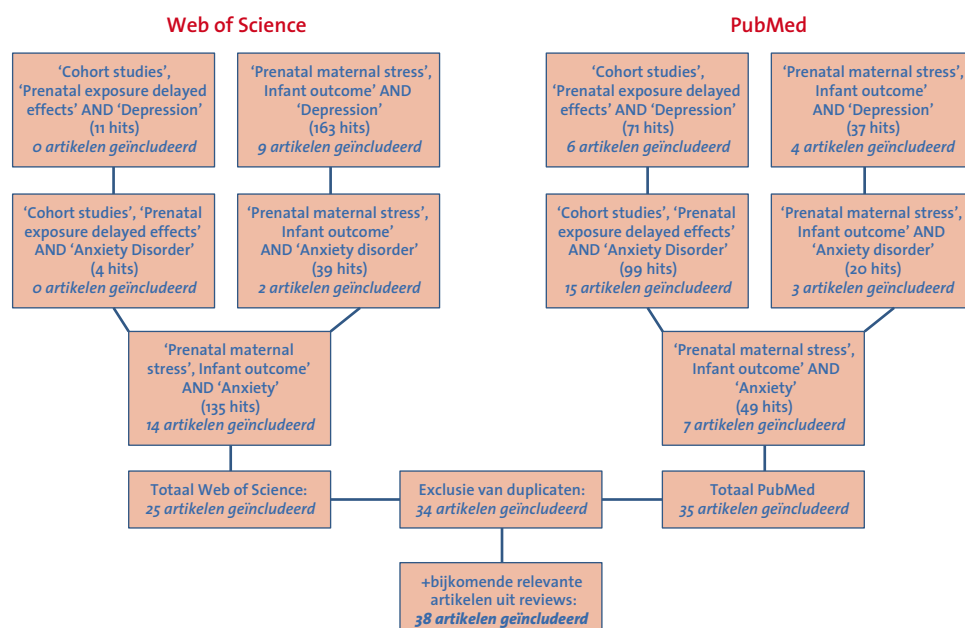 Web of Science
‘Cohort studies’,
‘Prenatal exposure delayed
effects’ AND ‘Depression’
(11 hits)
0 artikelen geïncludeerd
‘Prenatal maternal stress’,
Infant outcome’ AND
‘Depression’
(163 hits)
9 artikelen geïncludeerd
‘Cohort studies’, ‘Prenatal
exposure delayed effects’
AND ‘Anxiety Disorder’
(4 hits)
0 artikelen geïncludeerd
‘Prenatal maternal stress’,
Infant outcome’
AND ‘Anxiety disorder’
(39 hits)
2 artikelen geïncludeerd
‘Prenatal maternal
stress’, Infant outcome’
AND ‘Anxiety’
(135 hits)
14 artikelen geïncludeerd
Totaal Web of Science:
25 artikelen geïncludeerd
PubMed
‘Cohort studies’,
‘Prenatal exposure delayed
effects’ AND ‘Depression’
(71 hits)
6 artikelen geïncludeerd
‘Prenatal maternal stress’,
Infant outcome’
AND ‘Depression’
(37 hits)
4 artikelen geïncludeerd
‘Cohort studies’, ‘Prenatal
exposure delayed effects’
AND ‘Anxiety Disorder’
(99 hits)
15 artikelen geïncludeerd
‘Prenatal maternal stress’,
Infant outcome’ AND
‘Anxiety disorder’
(20 hits)
3 artikelen geïncludeerd
‘Prenatal maternal stress’,
Infant outcome’ AND
‘Anxiety’
(49 hits)
7 artikelen geïncludeerd
Totaal PubMed
35 artikelen geïncludeerd
Exclusie van duplicaten:
34 artikelen geïncludeerd
+bijkomende relevante
artikelen uit reviews:
38 artikelen geïncludeerd